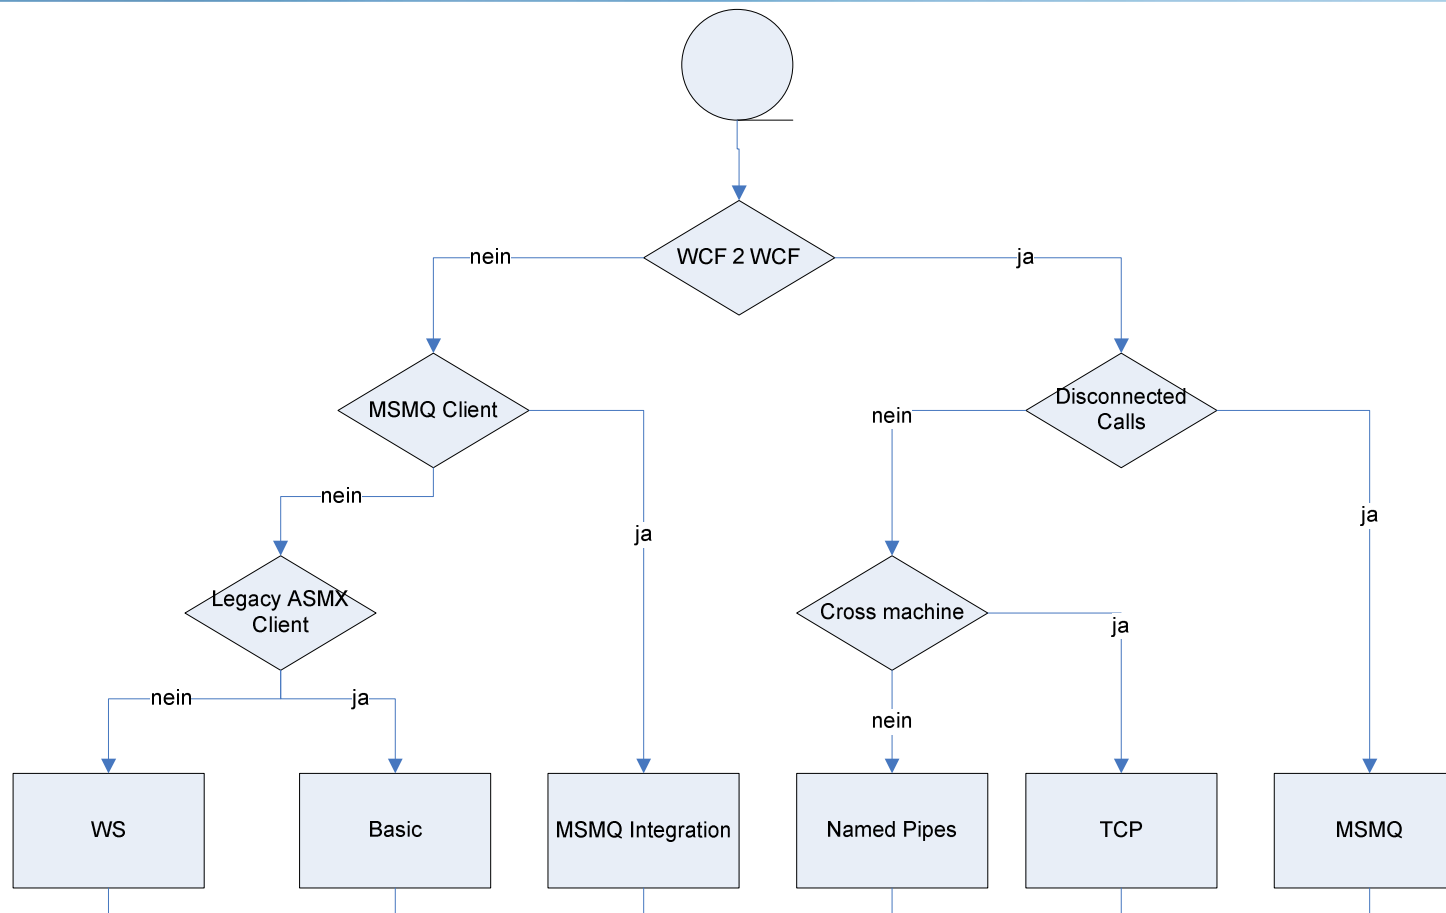 WCF 2 WCF
nein
ja
MSMQ Client
Disconnected
Calls
nein
nein
ja
ja
Legacy ASMX
Client
Cross machine
ja
nein
ja
nein
WS
Basic
MSMQ Integration
Named Pipes
TCP
MSMQ